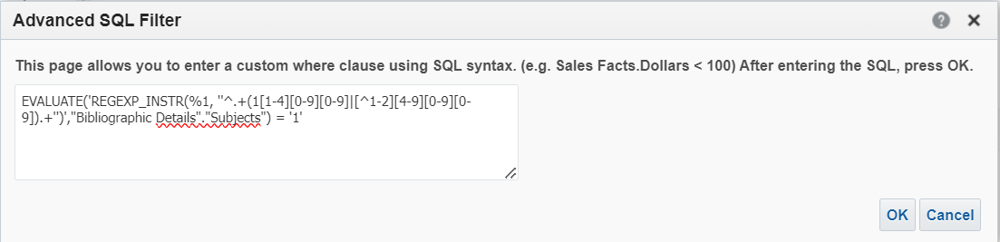 Advanced SQL Filter
This page allows you to enter a custom where clause using SQL syntax. (e.g. Sales Facts.Dollars < 100) After entering the SQL, press OK.
EVALUATE('REGEXP_INSTR(%1, ''^.+(1[1-4][0-9][0-9]|[^1-2][4-9][0-9][0-
9]).+'')',"Bibliographic Details"."Subjects") = '1'
OK Cancel